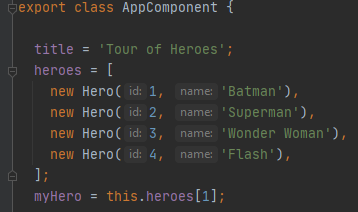 export class AppComponent {
title = 'Tour of Heroes';
heroes = [
new Hero( id: 1, name: 'Batman'),
new Hero( id: 2, name: 'Superman'),
new Hero( id: 3, name: 'Wonder Woman'),
new Hero( id: 4, name: 'Flash'),
];
myHero = this.heroes[1];